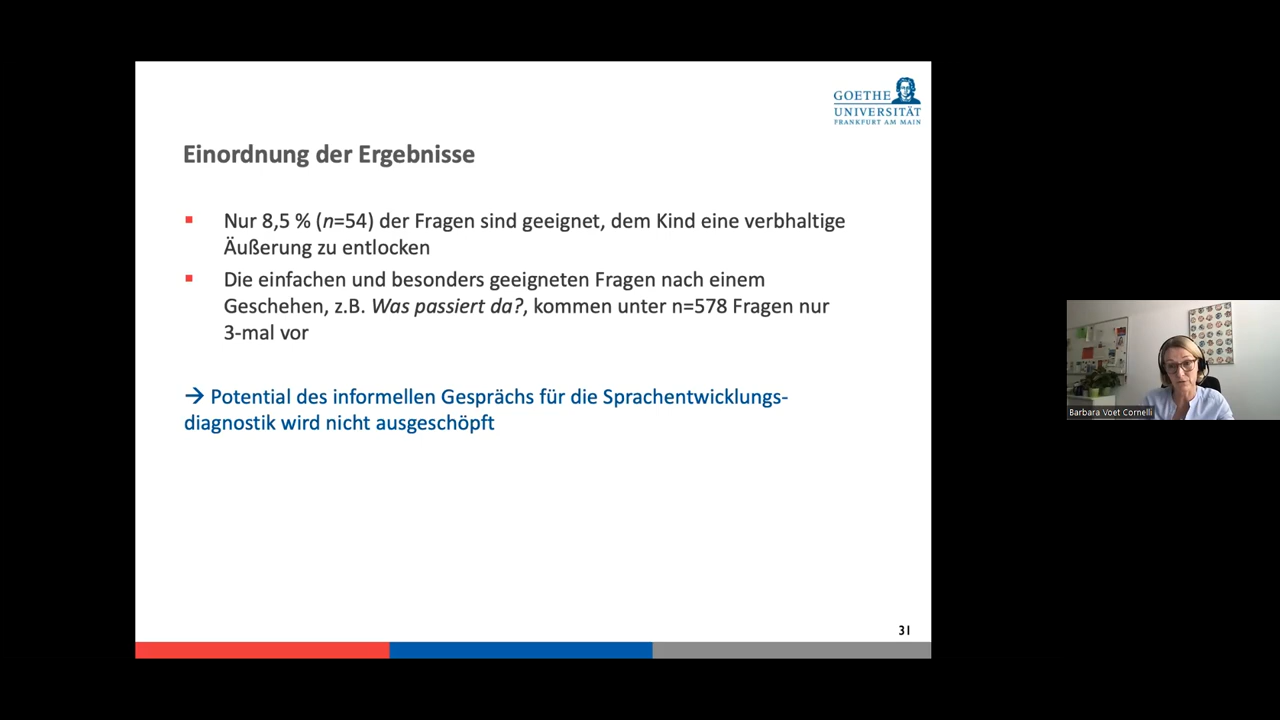 GOETHE
UNIVERSITÄT
FRANKFURT AM MAIN
Einordnung der Ergebnisse
▪ Nur 8,5 % (n=54) der Fragen sind geeignet, dem Kind eine verbhaltige
Äußerung zu entlocken
▪ Die einfachen und besonders geeigneten Fragen nach einem
Geschehen, z.B. Was passiert da?, kommen unter n=578 Fragen nur
3-mal vor
→ Potential des informellen Gesprächs für die Sprachentwicklungs-
diagnostik wird nicht ausgeschöpft
31
Barbara Voet Cornelli